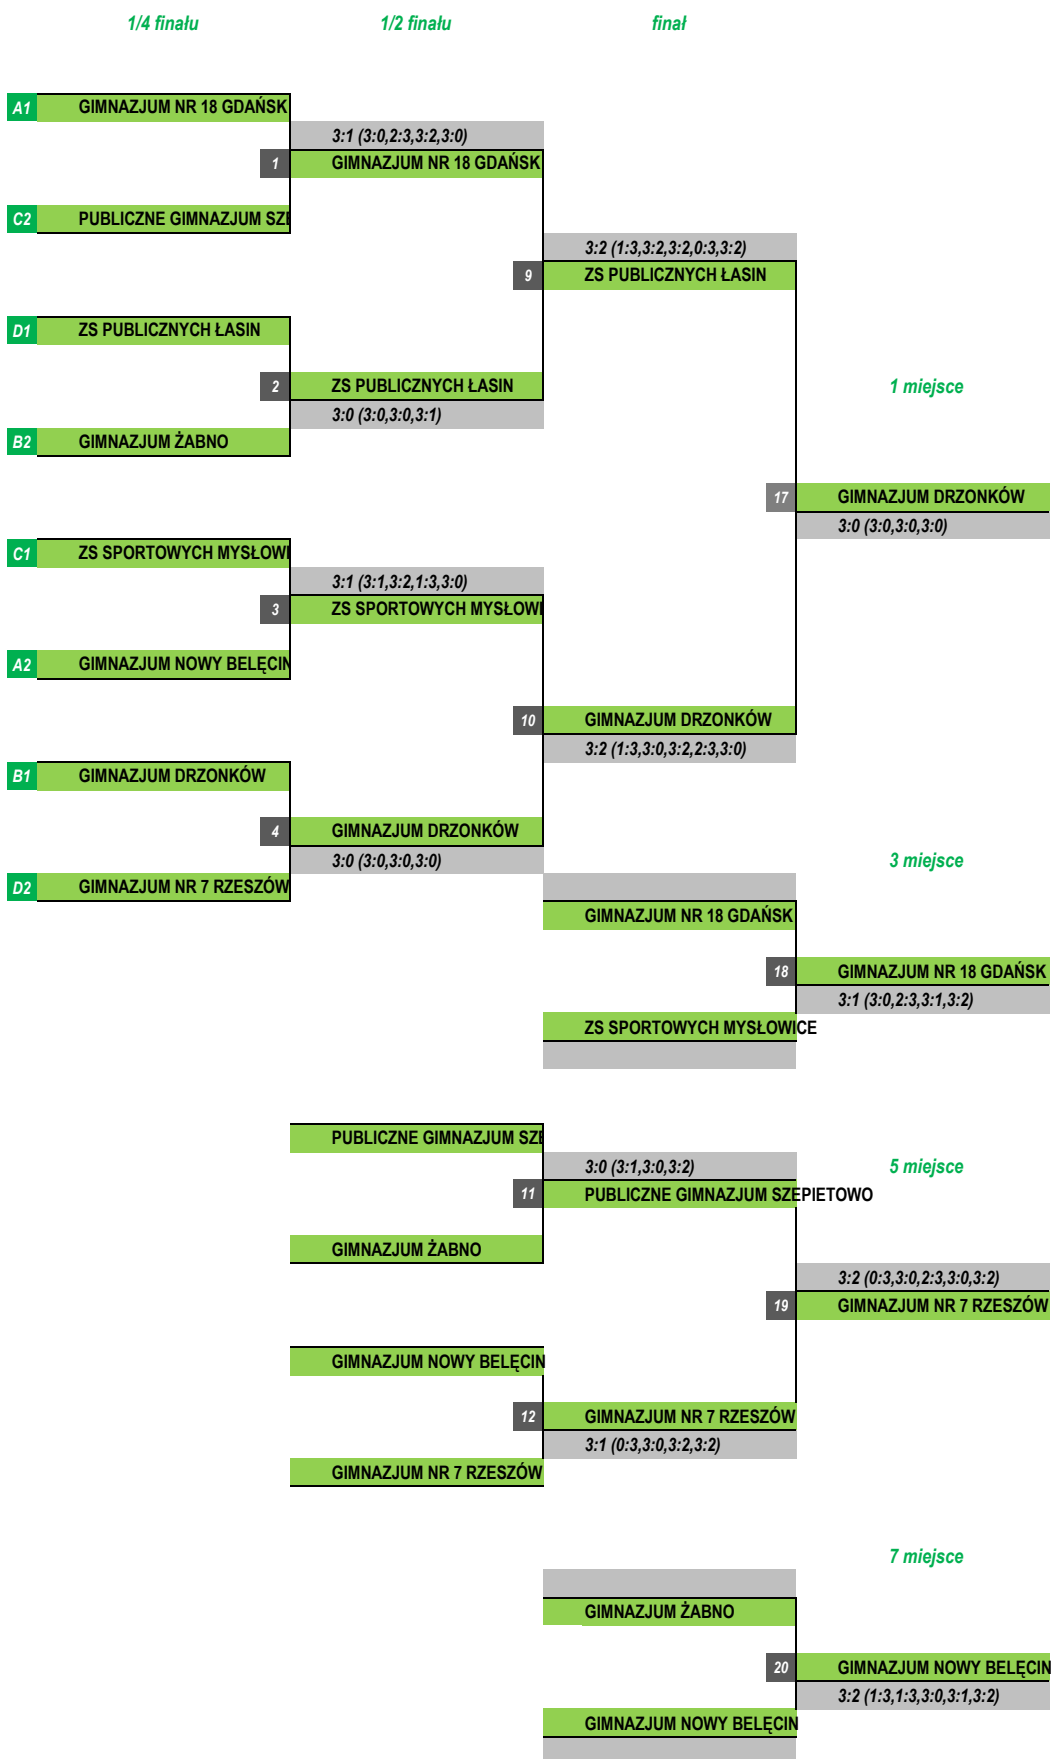 1/4 finału 1/2 finału finał
A1 GIMNAZJUM NR 18 GDAŃSK
3:1 (3:0,2:3,3:2,3:0)
1 GIMNAZJUM NR 18 GDAŃSK
C2 PUBLICZNE GIMNAZJUM SZE
3:2 (1:3,3:2,3:2,0:3,3:2)
9 ZS PUBLICZNYCH ŁASIN
D1 ZS PUBLICZNYCH ŁASIN
2 ZS PUBLICZNYCH ŁASIN 1 miejsce
3:0 (3:0,3:0,3:1)
B2 GIMNAZJUM ŻABNO
17 GIMNAZJUM DRZONKÓW
3:0 (3:0,3:0,3:0)
C1 ZS SPORTOWYCH MYSŁOWI
3:1 (3:1,3:2,1:3,3:0)
3 ZS SPORTOWYCH MYSŁOWI
A2 GIMNAZJUM NOWY BELĘCIN
10 GIMNAZJUM DRZONKÓW
3:2 (1:3,3:0,3:2,2:3,3:0)
B1 GIMNAZJUM DRZONKÓW
4 GIMNAZJUM DRZONKÓW
3:0 (3:0,3:0,3:0) 3 miejsce
D2 GIMNAZJUM NR 7 RZESZÓW
GIMNAZJUM NR 18 GDAŃSK
18 GIMNAZJUM NR 18 GDAŃSK
3:1 (3:0,2:3,3:1,3:2)
ZS SPORTOWYCH MYSŁOWICE
PUBLICZNE GIMNAZJUM SZE
3:0 (3:1,3:0,3:2) 5 miejsce
11 PUBLICZNE GIMNAZJUM SZEPIETOWO
GIMNAZJUM ŻABNO
3:2 (0:3,3:0,2:3,3:0,3:2)
19 GIMNAZJUM NR 7 RZESZÓW
GIMNAZJUM NOWY BELĘCIN
12 GIMNAZJUM NR 7 RZESZÓW
3:1 (0:3,3:0,3:2,3:2)
GIMNAZJUM NR 7 RZESZÓW
7 miejsce
GIMNAZJUM ŻABNO
20 GIMNAZJUM NOWY BELĘCIN
3:2 (1:3,1:3,3:0,3:1,3:2)
GIMNAZJUM NOWY BELĘCIN